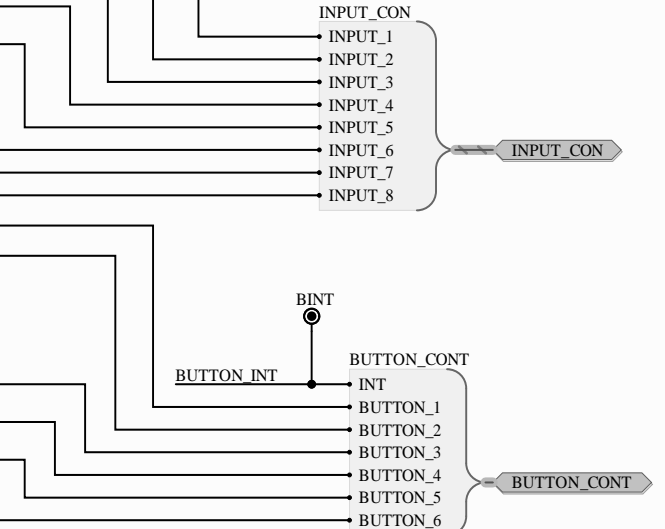 INPUT_CON
INPUT_1
INPUT_2
INPUT_3
INPUT_4
INPUT_5
INPUT_6
INPUT_7
INPUT_8
INPUT_CON
BINT
BUTTON_INT
BUTTON_CONT
INT
BUTTON_1
BUTTON_2
BUTTON_3
BUTTON_4
BUTTON_5
BUTTON_6
BUTTON_CONT